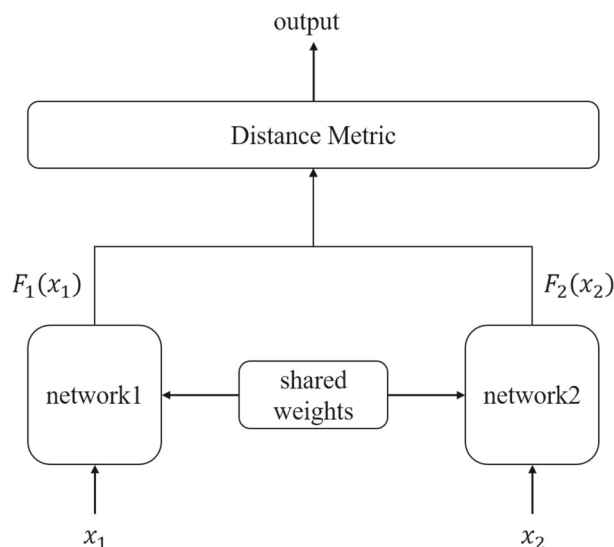 output
Distance Metric
F₁(x₁)
F₂(x₂)
network1
shared
weights
network2
x₁
x₂